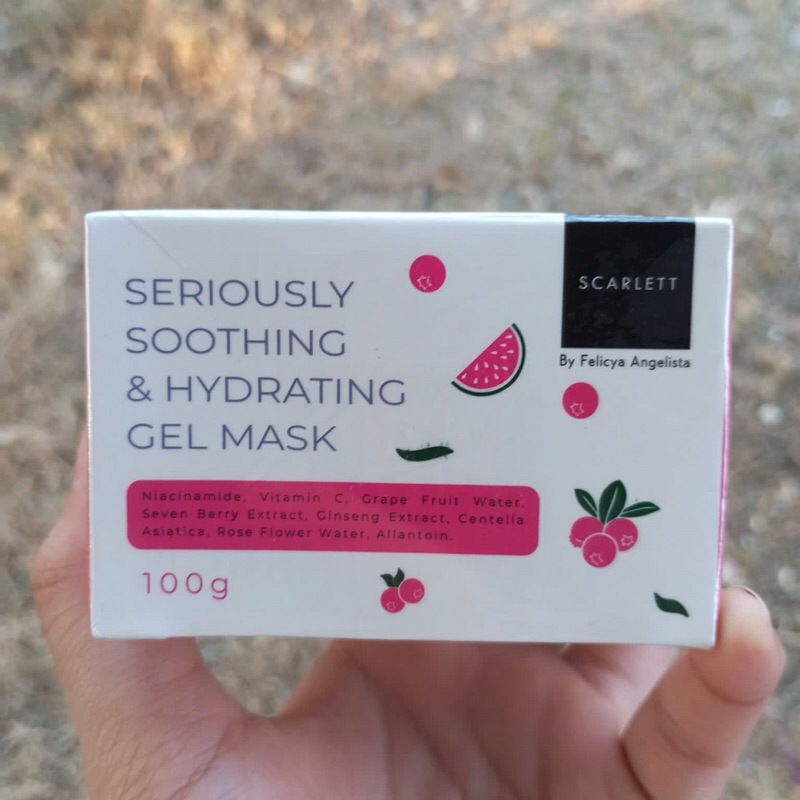 SERIOUSLY
SOOTHING
& HYDRATING
GEL MASK
Niacinamide, Vitamin C, Grape Fruit Water,
Seven Berry Extract, Ginseng Extract, Centella
Asiatica, Rose Flower Water, Allantoin.
100g
SCARLETT
By Felicya Angelista